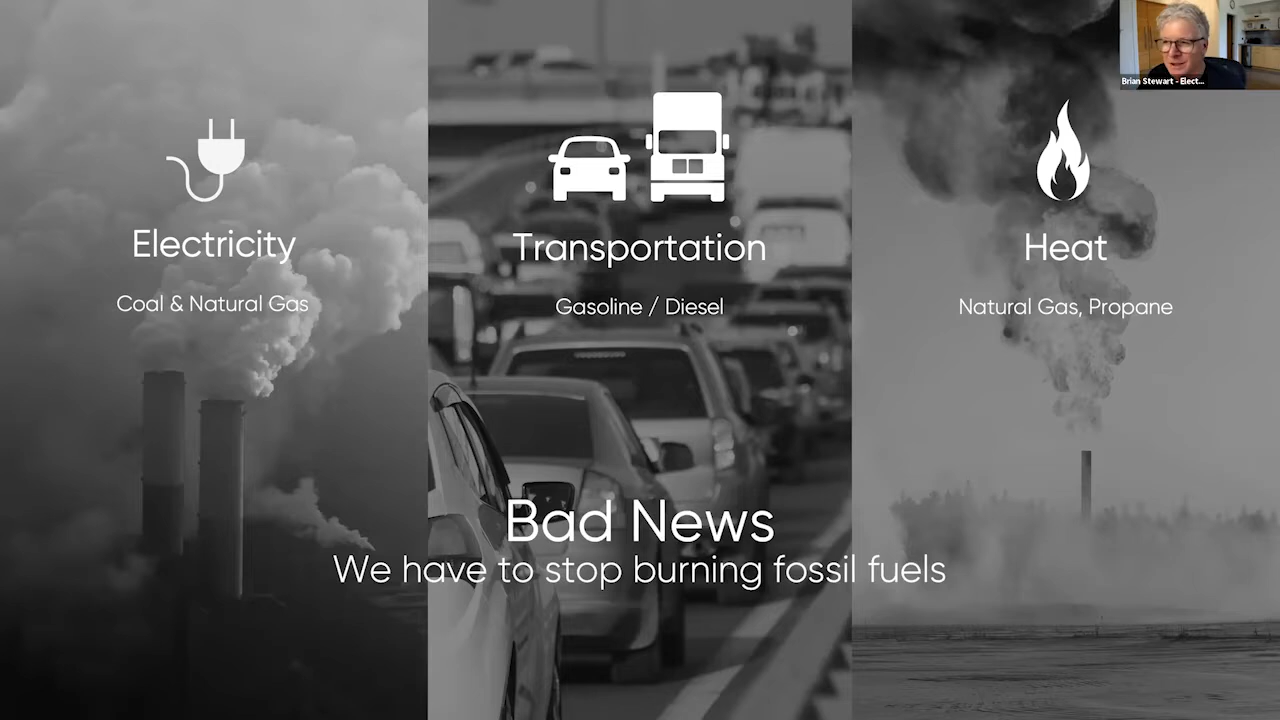 Brian Stewart - Elect...
Electricity
Transportation
Heat
Coal & Natural Gas
Gasoline / Diesel
Natural Gas, Propane
Bad News
We have to stop burning fossil fuels